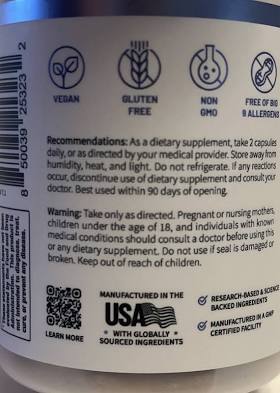 VEGAN
GLUTEN
FREE
NON
GMO
FREE OF BIG
9 ALLERGENS
Recommendations: As a dietary supplement, take 2 capsules
daily, or as directed by your medical provider. Store away from
humidity, heat, and light. Do not refrigerate. If any reactions
occur, discontinue use of dietary supplement and consult your
doctor. Best used within 90 days of opening.
Warning: Take only as directed. Pregnant or nursing mothers,
children under the age of 18, and individuals with known
medical conditions should consult a doctor before using this
or any dietary supplement. Do not use if seal is damaged or
broken. Keep out of reach of children.
LEARN MORE
MANUFACTURED IN THE
USA
WITH GLOBALLY
SOURCED INGREDIENTS
RESEARCH-BASED & SCIENCE
BACKED INGREDIENTS
MANUFACTURED IN A GMP
CERTIFIED FACILITY
8 50039 25323 2